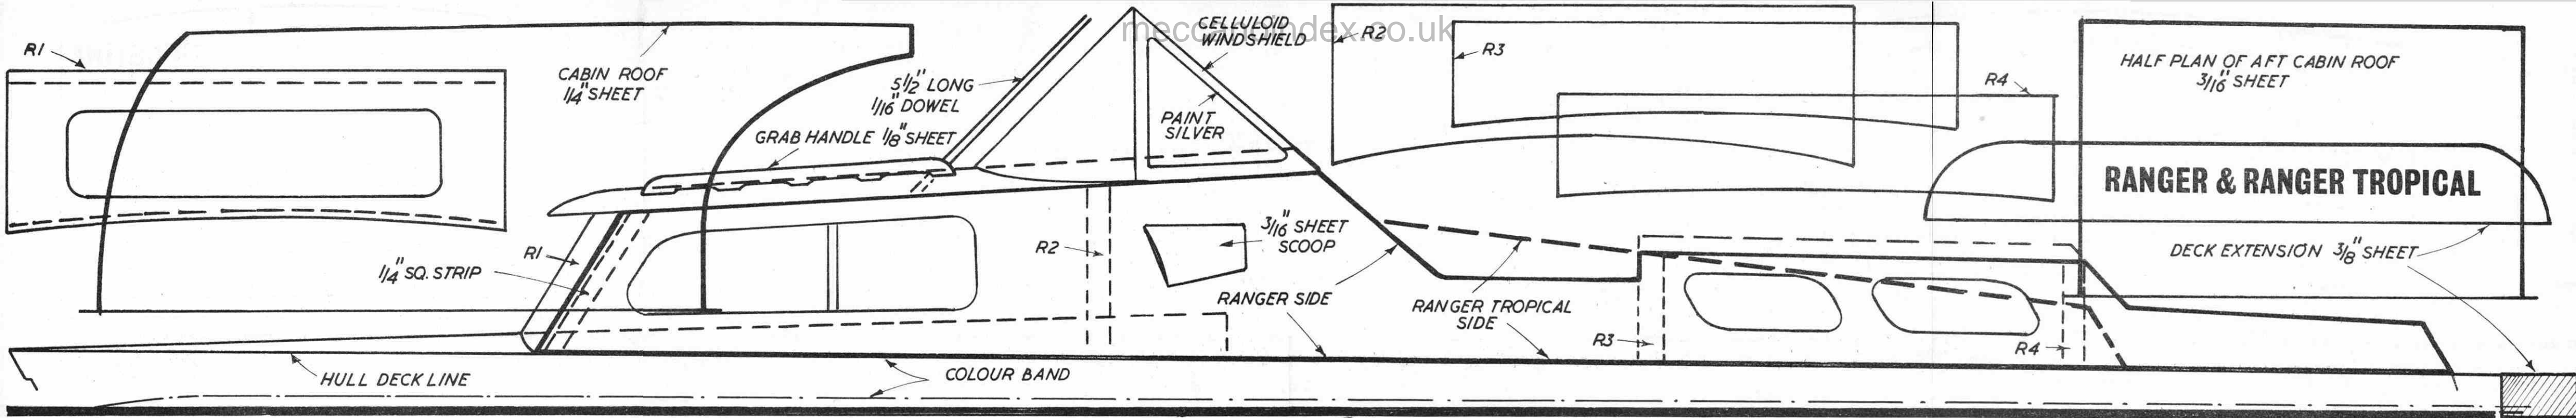 meccanoindex.co.uk
R1
CABIN ROOF
1/4" SHEET
5 1/2" LONG
1/16" DOWEL
GRAB HANDLE 1/8" SHEET
CELLULOID
WINDSHIELD
PAINT
SILVER
R2
R3
R4
HALF PLAN OF AFT CABIN ROOF
3/16" SHEET
RANGER & RANGER TROPICAL
DECK EXTENSION 3/8" SHEET
R1
1/4" SQ. STRIP
R2
3/16" SHEET
SCOOP
RANGER SIDE
RANGER TROPICAL
SIDE
R3
R4
HULL DECK LINE
COLOUR BAND